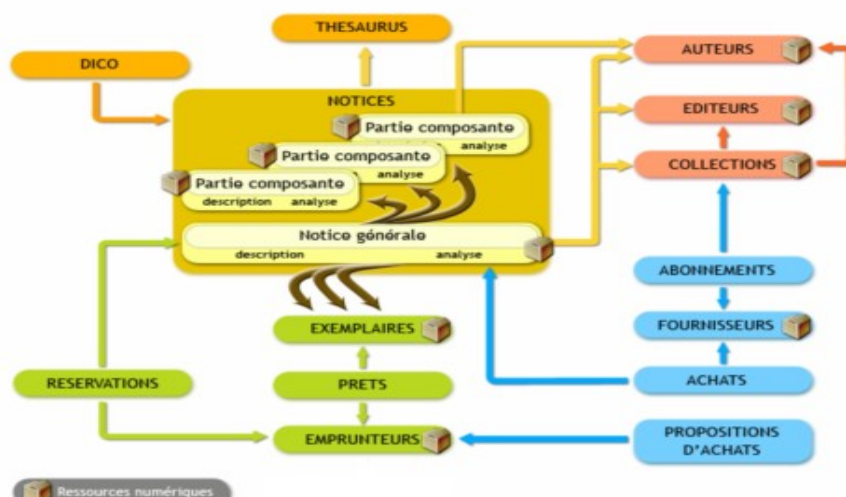 THESAURUS
AUTEURS
DICO
NOTICES
EDITEURS
Partie composante
analyse
Partie composante
analyse
COLLECTIONS
Partie composante
description analyse
Notice générale
description analyse
ABONNEMENTS
EXEMPLAIRES
FOURNISSEURS
RESERVATIONS
PRETS
ACHATS
EMPRUNTEURS
PROPOSITIONS
D'ACHATS
Ressources numériques